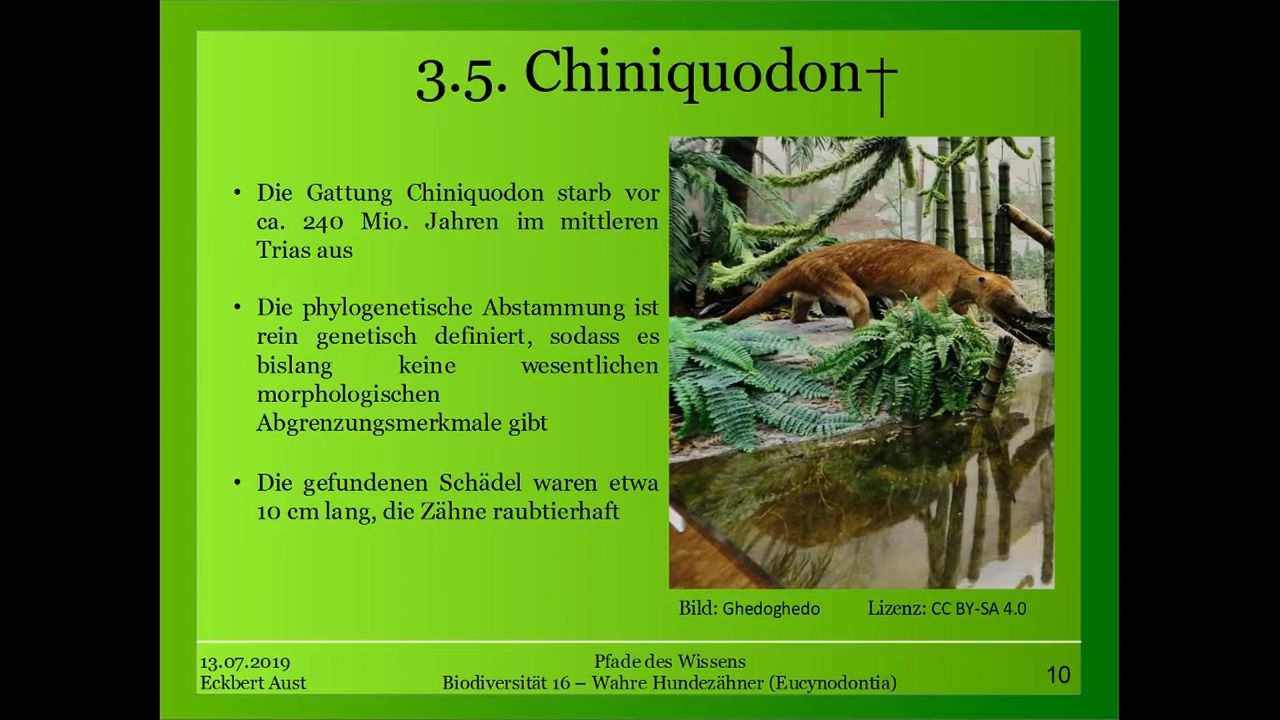 3.5. Chiniquodon†
• Die Gattung Chiniquodon starb vor
ca. 240 Mio. Jahren im mittleren
Trias aus
• Die phylogenetische Abstammung ist
rein genetisch definiert, sodass es
bislang keine wesentlichen
morphologischen
Abgrenzungsmerkmale gibt
• Die gefundenen Schädel waren etwa
10 cm lang, die Zähne raubtierhaft
Bild: Ghedoghedo Lizenz: CC BY-SA 4.0
13.07.2019
Eckbert Aust
Pfade des Wissens
Biodiversität 16 – Wahre Hundezähner (Eucynodontia)
10